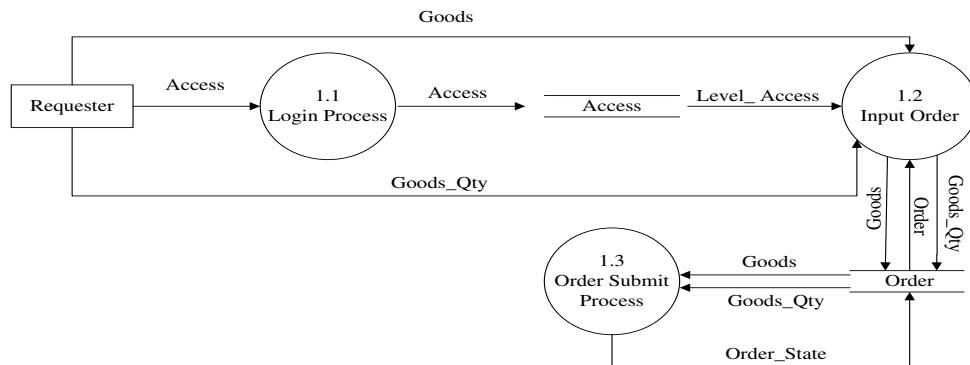 Goods
Requester
Access
1.1
Login Process
Access
Access
Level_ Access
1.2
Input Order
Goods_Qty
Goods
Order
Goods_Qty
1.3
Order Submit
Process
Goods
Goods_Qty
Order
Order_State